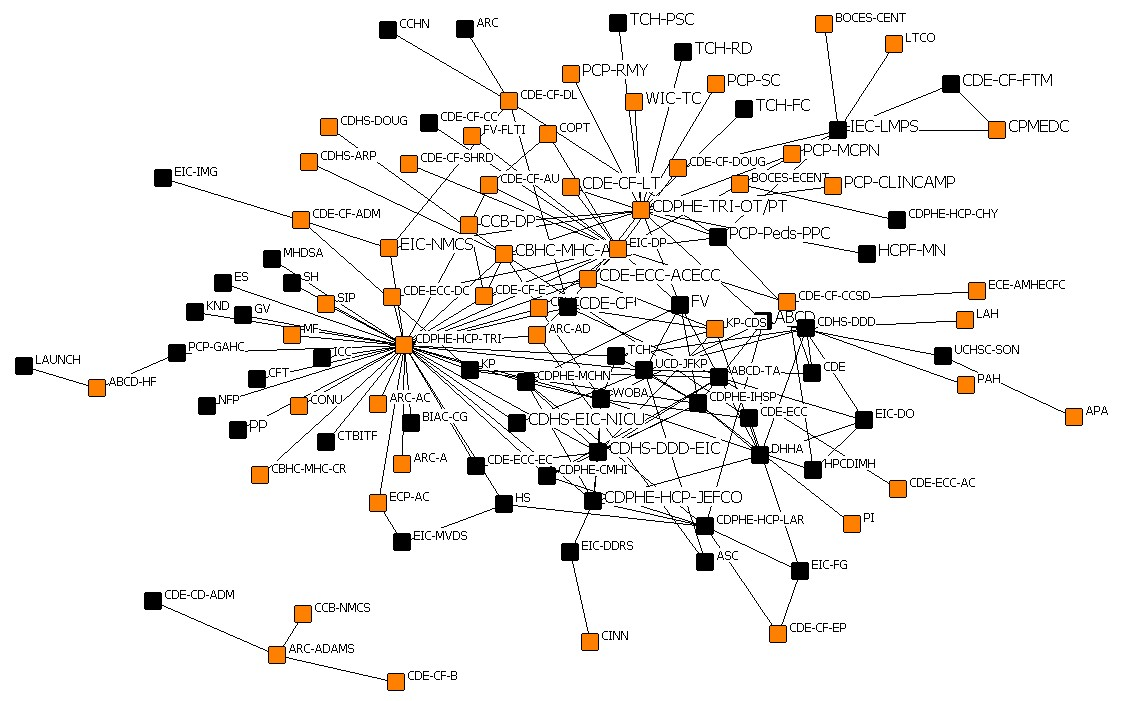 CCHN
ARC
TCH-PSC
BOCES-CENT
LTCO
TCH-RD
PCP-RMY
PCP-SC
CDE-CF-FTM
CDE-CF-DL
WIC-TC
TCH-FC
CDE-CF-CC
CDHS-DOUG
FV-FLTI
COPT
IEC-LMPS
CPMEDC
CDHS-ARP
CDE-CF-SHRD
CDE-CF-DOUG
PCP-MCPN
EIC-IMG
CDE-CF-AU
CDE-CF-LT
BOCES-ECENT
PCP-CLINCAMP
CDPHE-TRI-OT/PT
CDE-CF-ADM
CCB-DP
CDPHE-HCP-CHY
EIC-NMCS
CBHC-MHC-A
EIC-DP
PCP-Peds-PPC
HCPF-MN
MHDSA
ES
SH
CDE-ECC-ACECC
CDE-ECC-DC
CDE-CF-E
SIP
CDE-CF
FV
CDE-CF-CCSD
ECE-AMHECFC
KND
GV
ABCD
LAH
MF
CDPHE-HCP-TRI
ARC-AD
KP-CDS
CDHS-DDD
LAUNCH
PCP-GAHC
ICC
TCH
UCHSC-SON
ABCD-HF
CFT
KP
CDPHE-MCHN
UCD-JFKP
ABCD-TA
CDE
PAH
NFP
CONU
ARC-AC
WOBA
CDPHE-IHSP
PP
CTBITF
BIAC-CG
CDHS-EIC-NICU
CDE-ECC
EIC-DO
APA
CBHC-MHC-CR
ARC-A
CDE-ECC-EC
CDHS-DDD-EIC
DHHA
HPCDIMH
CDPHE-CMHI
CDE-ECC-AC
ECP-AC
HS
CDPHE-HCP-JEFCO
CDPHE-HCP-LAR
PI
EIC-MVDS
EIC-DDRS
ASC
EIC-FG
CDE-CD-ADM
CCB-NMCS
CDE-CF-EP
CINN
ARC-ADAMS
CDE-CF-B